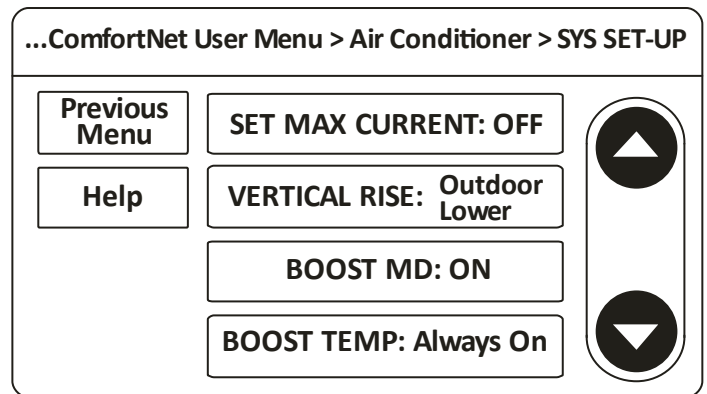 ...ComfortNet User Menu > Air Conditioner > SYS SET-UP
Previous
Menu
SET MAX CURRENT: OFF
Help
VERTICAL RISE: Outdoor
Lower
BOOST MD: ON
BOOST TEMP: Always On